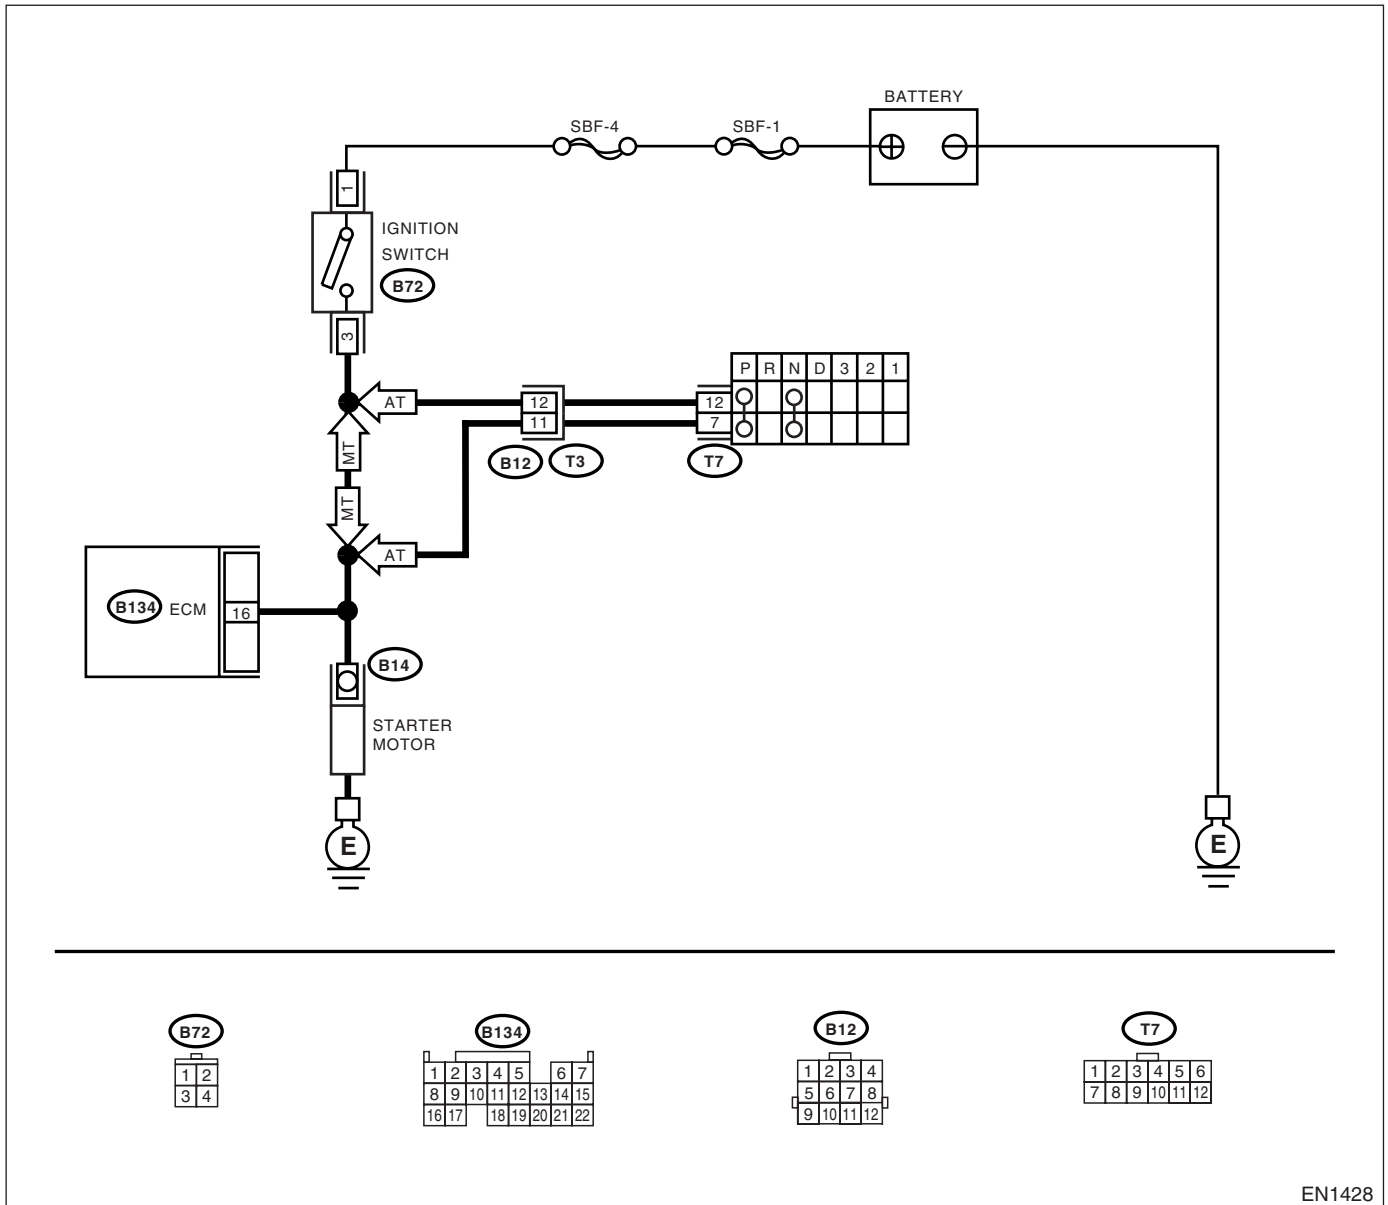 BATTERY
SBF-4
SBF-1
1
IGNITION
SWITCH
B72
3
P R N D 3 2 1
AT
12
12
11
7
MT
B12
T3
T7
MT
AT
B134
ECM
16
B14
STARTER
MOTOR
E
E
B72
B134
B12
T7
1 2
3 4
1 2 3 4 5 6 7
8 9 10 11 12 13 14 15
16 17 18 19 20 21 22
1 2 3 4
5 6 7 8
9 10 11 12
1 2 3 4 5 6
7 8 9 10 11 12
EN1428